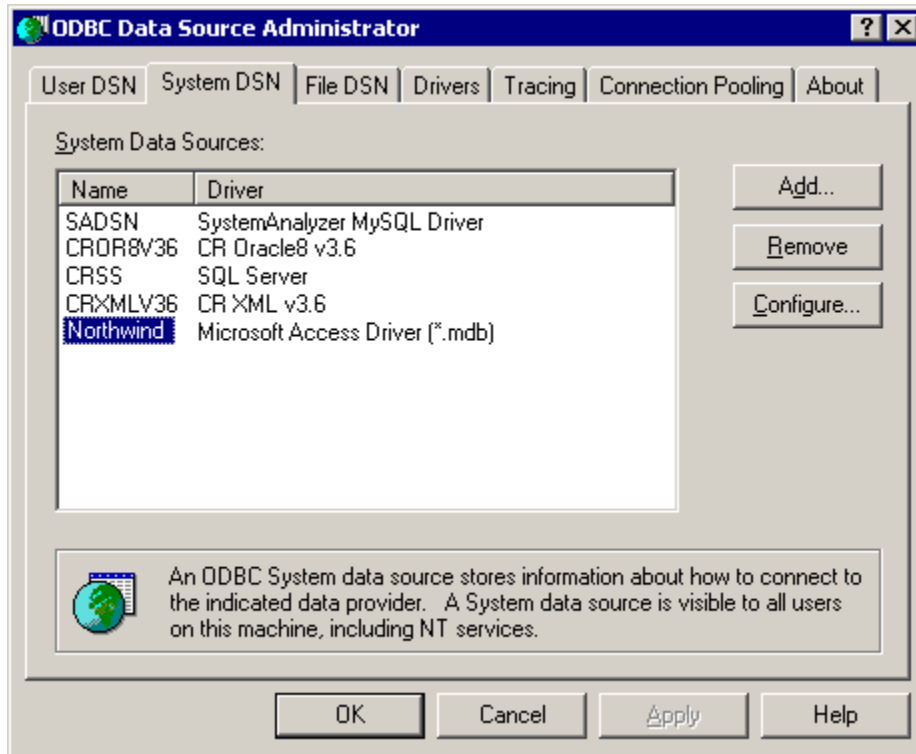 ODBC Data Source Administrator
User DSN System DSN File DSN Drivers Tracing Connection Pooling About
System Data Sources:
Name Driver
SADSN SystemAnalyzer MySQL Driver
CROR8V36 CR Oracle8 v3.6
CRSS SQL Server
CRXMLV36 CR XML v3.6
Northwind Microsoft Access Driver (*.mdb)
Add...
Remove
Configure...
An ODBC System data source stores information about how to connect to
the indicated data provider. A System data source is visible to all users
on this machine, including NT services.
OK Cancel Apply Help